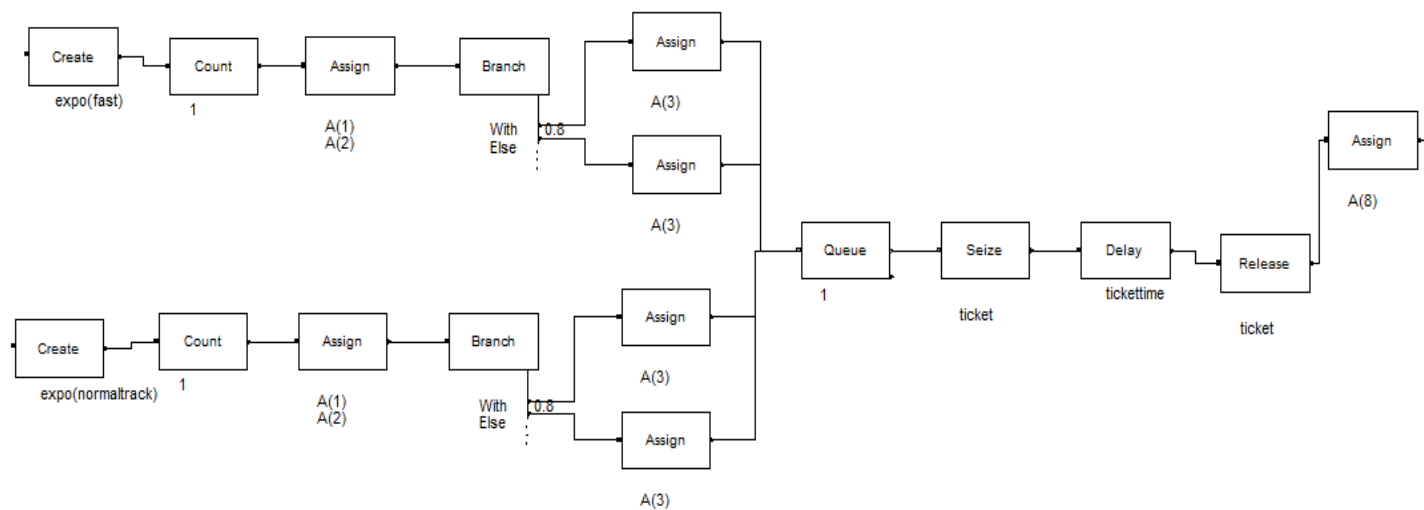 Create
expo(fast)
Count
1
Assign
A(1)
A(2)
Branch
With
0.8
Else
Assign
A(3)
Assign
A(3)
Create
expo(normaltrack)
Count
1
Assign
A(1)
A(2)
Branch
With
0.8
Else
Assign
A(3)
Assign
A(3)
Queue
1
Seize
ticket
Delay
tickettime
Release
ticket
Assign
A(8)